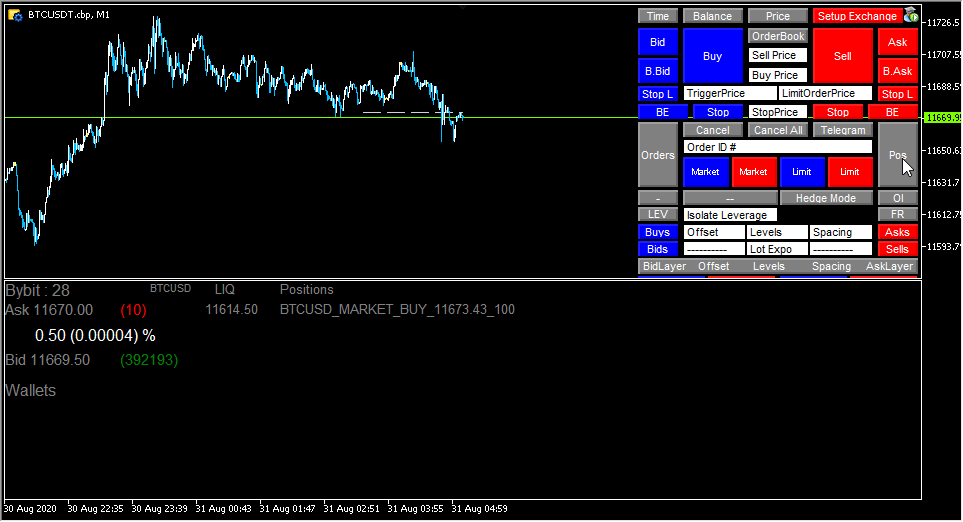 BTCUSDT.cbp, M1
Time Balance Price Setup Exchange
Bid Buy OrderBook Sell Ask
Sell Price
B.Bid Buy Price B.Ask
Stop L TriggerPrice LimitOrderPrice Stop L
BE Stop StopPrice Stop BE
Orders Cancel Cancel All Telegram Pos
Order ID #
Market Market Limit Limit
- -- Hedge Mode OI
LEV Isolate Leverage FR
Buys Offset Levels Spacing Asks
Bids ---------- Lot Expo ---------- Sells
BidLayer Offset Levels Spacing AskLayer
11726.5
11707.55
11688.5
11669.95
11650.63
11631.7
11612.75
11593.79
Bybit : 28 BTCUSD LIQ Positions
Ask 11670.00 (10) 11614.50 BTCUSD_MARKET_BUY_11673.43_100
0.50 (0.00004) %
Bid 11669.50 (392193)
Wallets
30 Aug 2020 30 Aug 22:35 30 Aug 23:39 31 Aug 00:43 31 Aug 01:47 31 Aug 02:51 31 Aug 03:55 31 Aug 04:59